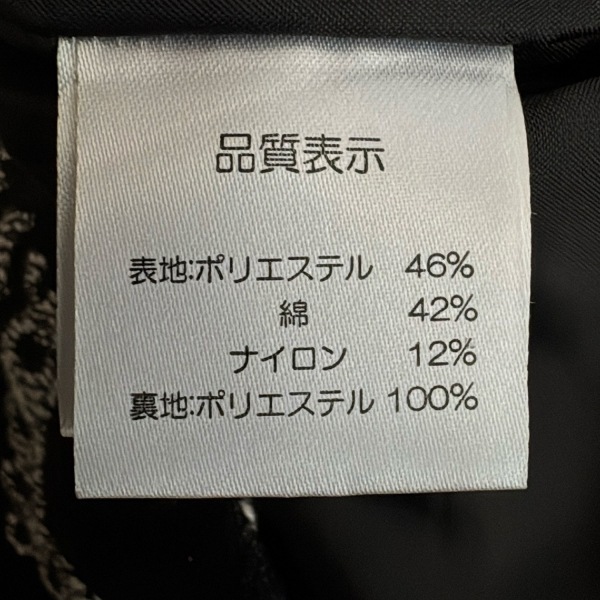 品質表示
表地:ポリエステル 46%
綿 42%
ナイロン 12%
裏地:ポリエステル 100%